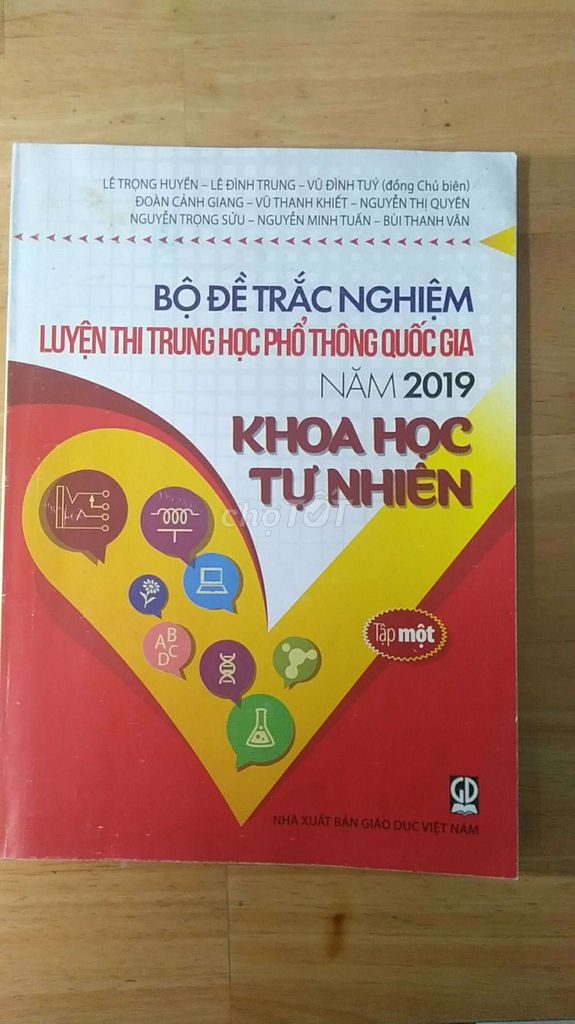 LÊ TRỌNG HUYỀN – LÊ ĐÌNH TRUNG – VŨ ĐÌNH TUÝ (đồng Chủ biên)
ĐOÀN CẢNH GIANG – VŨ THANH KHIẾT – NGUYỄN THỊ QUYÊN
NGUYỄN TRỌNG SỬU – NGUYỄN MINH TUẤN – BÙI THANH VÂN
BỘ ĐỀ TRẮC NGHIỆM
LUYỆN THI TRUNG HỌC PHỔ THÔNG QUỐC GIA
NĂM 2019
KHOA HỌC
TỰ NHIÊN
chợTỐT
A B
C
D
Tập một
GD
NHÀ XUẤT BẢN GIÁO DỤC VIỆT NAM